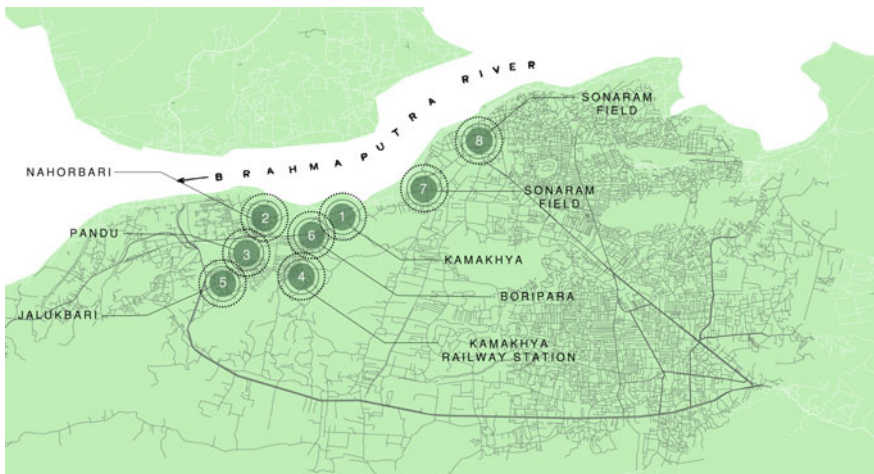 BRAHMAPUTRA RIVER
SONARAM
FIELD
8
NAHORBARI
7
SONARAM
FIELD
2
1
PANDU
6
3
KAMAKHYA
4
5
BORIPARA
JALUKBARI
KAMAKHYA
RAILWAY STATION